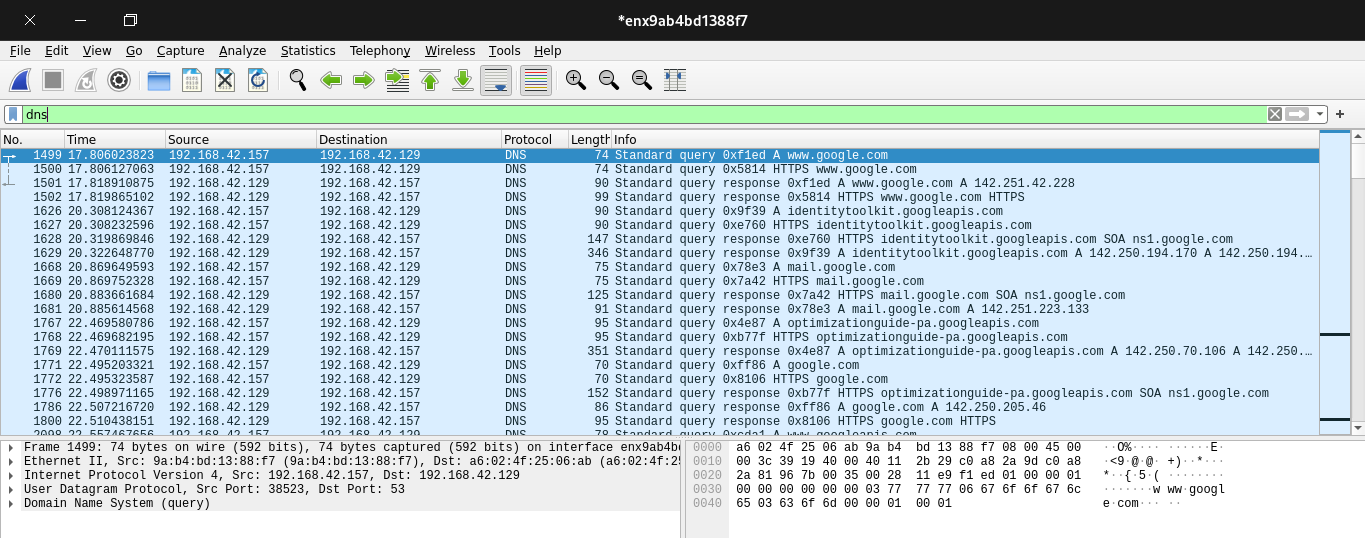 *enx9ab4bd1388f7
File Edit View Go Capture Analyze Statistics Telephony Wireless Tools Help
dns
No. Time Source Destination Protocol Length Info
1499 17.806023823 192.168.42.157 192.168.42.129 DNS 74 Standard query 0xf1ed A www.google.com
1500 17.806127063 192.168.42.157 192.168.42.129 DNS 74 Standard query 0x5814 HTTPS www.google.com
1501 17.818910875 192.168.42.129 192.168.42.157 DNS 90 Standard query response 0xf1ed A www.google.com A 142.251.42.228
1502 17.819865102 192.168.42.129 192.168.42.157 DNS 99 Standard query response 0x5814 HTTPS www.google.com HTTPS
1626 20.308124367 192.168.42.157 192.168.42.129 DNS 90 Standard query 0x9f39 A identitytoolkit.googleapis.com
1627 20.308232596 192.168.42.157 192.168.42.129 DNS 90 Standard query 0xe760 HTTPS identitytoolkit.googleapis.com
1628 20.319869846 192.168.42.129 192.168.42.157 DNS 147 Standard query response 0xe760 HTTPS identitytoolkit.googleapis.com SOA ns1.google.com
1629 20.322648770 192.168.42.129 192.168.42.157 DNS 346 Standard query response 0x9f39 A identitytoolkit.googleapis.com A 142.250.194.170 A 142.250.194.…
1668 20.869649593 192.168.42.157 192.168.42.129 DNS 75 Standard query 0x78e3 A mail.google.com
1669 20.869752328 192.168.42.157 192.168.42.129 DNS 75 Standard query 0x7a42 HTTPS mail.google.com
1680 20.883661684 192.168.42.129 192.168.42.157 DNS 125 Standard query response 0x7a42 HTTPS mail.google.com SOA ns1.google.com
1681 20.885614568 192.168.42.129 192.168.42.157 DNS 91 Standard query response 0x78e3 A mail.google.com A 142.251.223.133
1767 22.469580786 192.168.42.157 192.168.42.129 DNS 95 Standard query 0x4e87 A optimizationguide-pa.googleapis.com
1768 22.469682195 192.168.42.157 192.168.42.129 DNS 95 Standard query 0xb77f HTTPS optimizationguide-pa.googleapis.com
1769 22.470111575 192.168.42.129 192.168.42.157 DNS 351 Standard query response 0x4e87 A optimizationguide-pa.googleapis.com A 142.250.70.106 A 142.250.…
1771 22.495203321 192.168.42.157 192.168.42.129 DNS 70 Standard query 0xff86 A google.com
1772 22.495323587 192.168.42.157 192.168.42.129 DNS 70 Standard query 0x8106 HTTPS google.com
1776 22.498971165 192.168.42.129 192.168.42.157 DNS 152 Standard query response 0xb77f HTTPS optimizationguide-pa.googleapis.com SOA ns1.google.com
1786 22.507216720 192.168.42.129 192.168.42.157 DNS 86 Standard query response 0xff86 A google.com A 142.250.205.46
1800 22.510438151 192.168.42.129 192.168.42.157 DNS 95 Standard query response 0x8106 HTTPS google.com HTTPS
Frame 1499: 74 bytes on wire (592 bits), 74 bytes captured (592 bits) on interface enx9ab4bd
Ethernet II, Src: 9a:b4:bd:13:88:f7 (9a:b4:bd:13:88:f7), Dst: a6:02:4f:25:06:ab (a6:02:4f:25
Internet Protocol Version 4, Src: 192.168.42.157, Dst: 192.168.42.129
User Datagram Protocol, Src Port: 38523, Dst Port: 53
Domain Name System (query)
0000 a6 02 4f 25 06 ab 9a b4 bd 13 88 f7 08 00 45 00 ··O%···· ······E·
0010 00 3c 39 19 40 00 40 11 2b 29 c0 a8 2a 9d c0 a8 ·<9·@·@· +)··*···
0020 2a 81 96 7b 00 35 00 28 11 e9 f1 ed 01 00 00 01 *··{·5·( ········
0030 00 00 00 00 00 00 03 77 77 77 06 67 6f 6f 67 6c ·······w ww·googl
0040 65 03 63 6f 6d 00 00 01 00 01 e·com··· ··